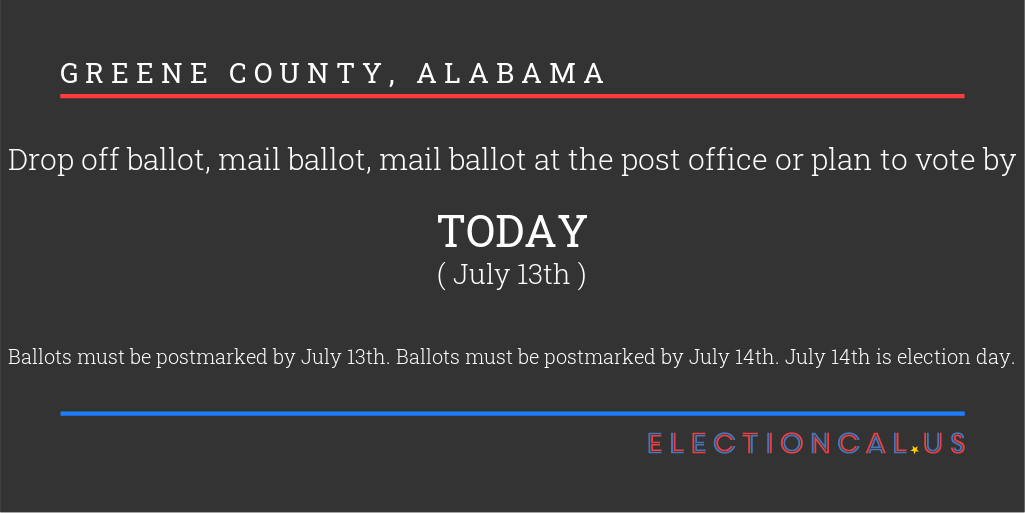 GREENE COUNTY, ALABAMA
Drop off ballot, mail ballot, mail ballot at the post office or plan to vote by
TODAY
( July 13th )
Ballots must be postmarked by July 13th. Ballots must be postmarked by July 14th. July 14th is election day.
ELECTIONCAL.US